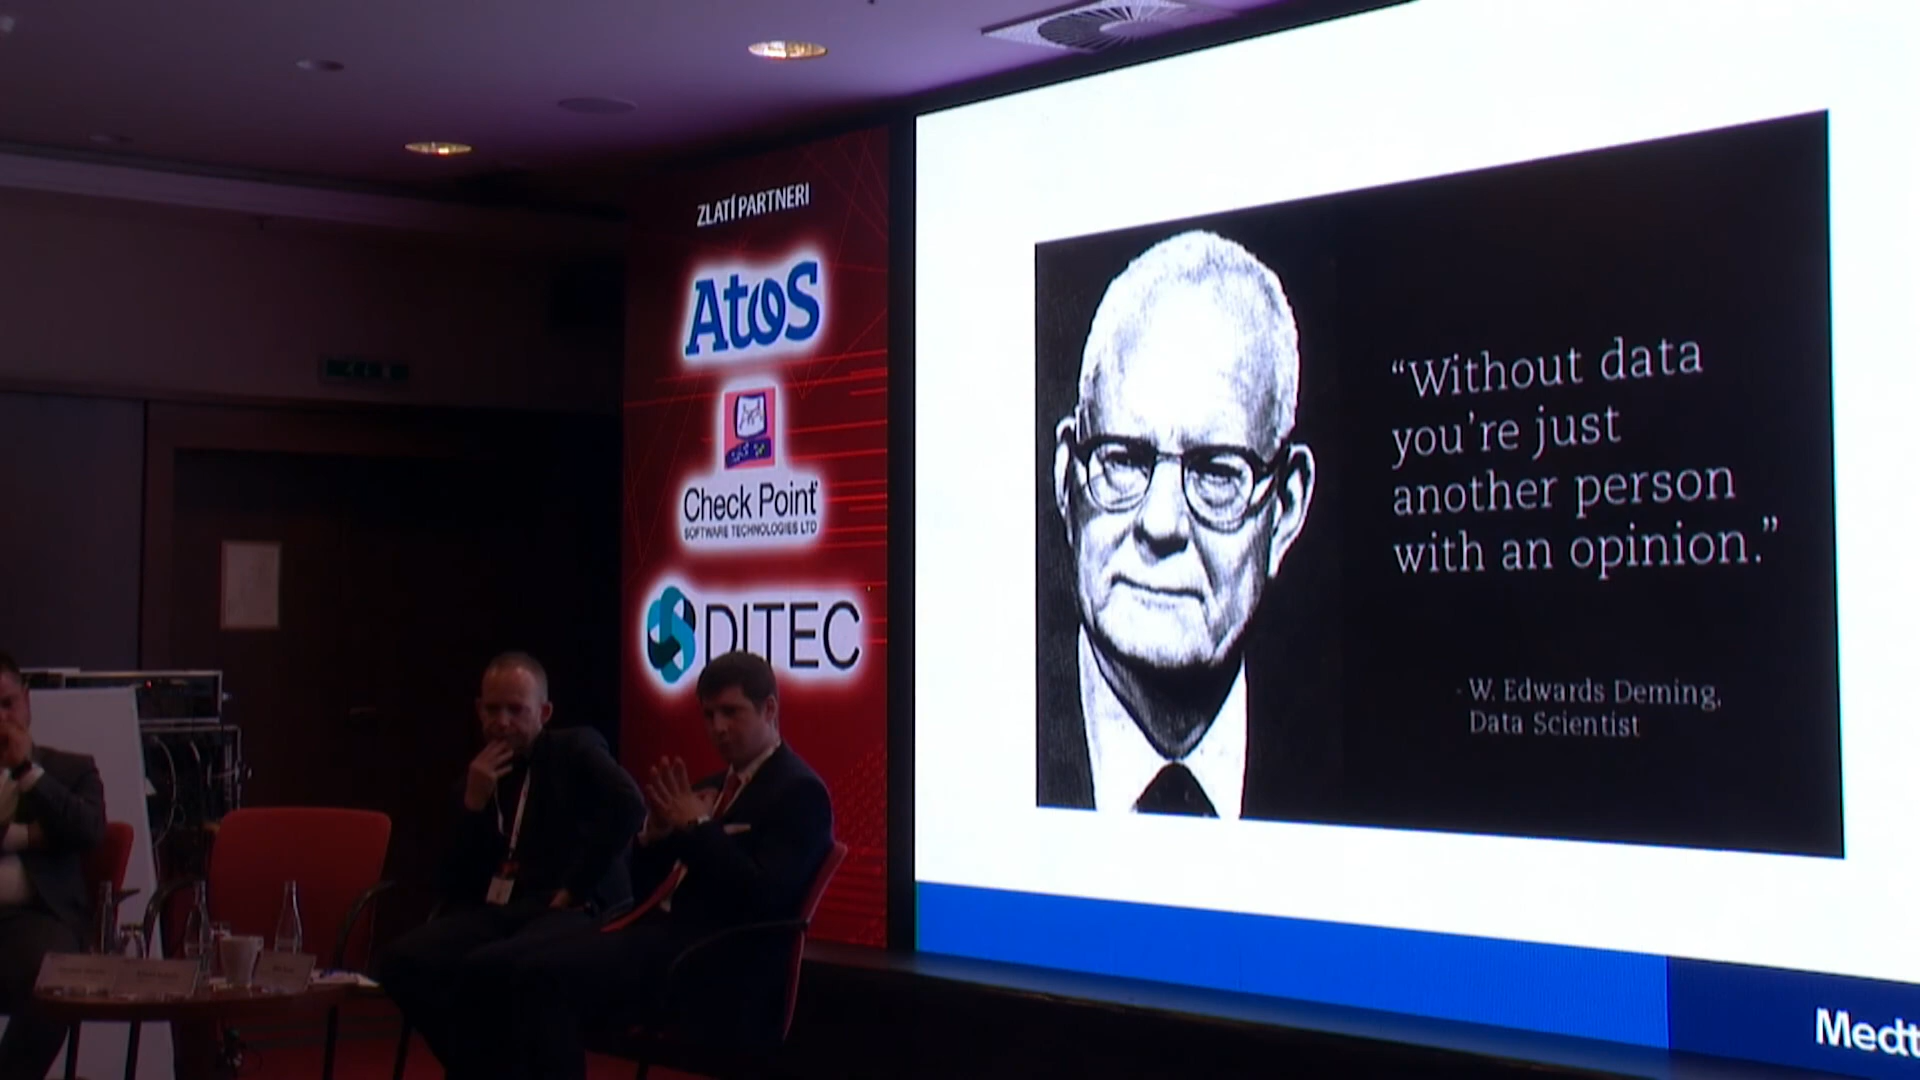 ZLATÍ PARTNERI
Atos
Check Point
SOFTWARE TECHNOLOGIES LTD
DITEC
“Without data
you’re just
another person
with an opinion.”
- W. Edwards Deming,
Data Scientist
Medt